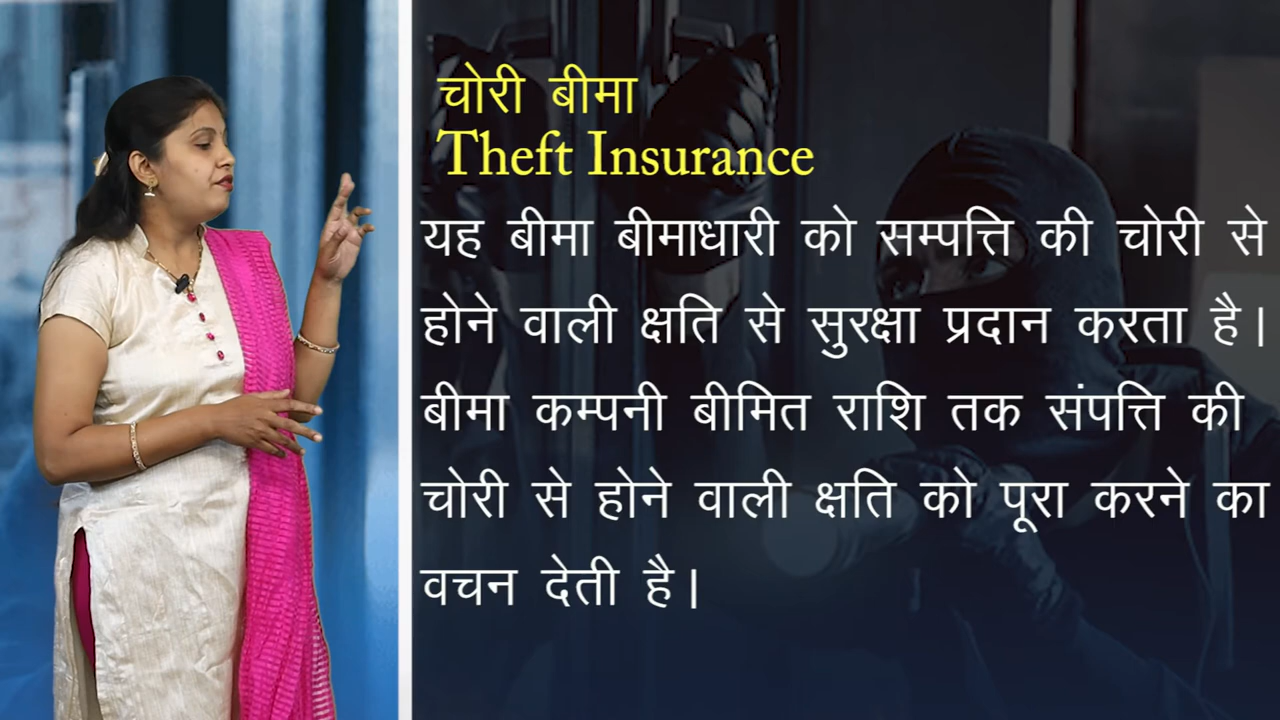 चोरी बीमा
Theft Insurance
यह बीमा बीमाधारी को सम्पत्ति की चोरी से
होने वाली क्षति से सुरक्षा प्रदान करता है।
बीमा कम्पनी बीमित राशि तक संपत्ति की
चोरी से होने वाली क्षति को पूरा करने का
वचन देती है।